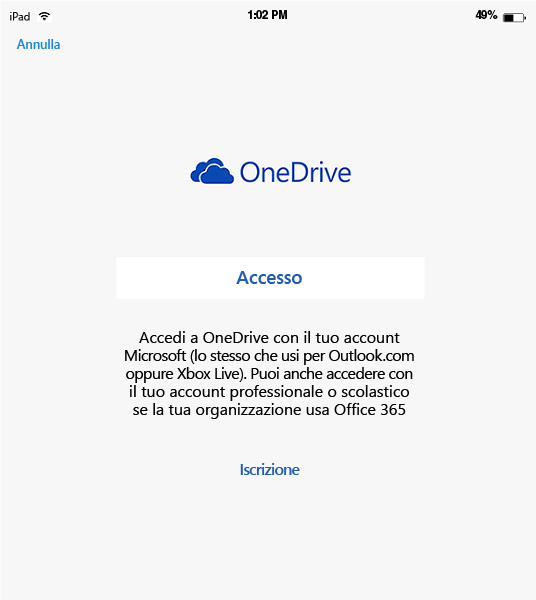 iPad 1:02 PM 49%
Annulla
OneDrive
Accesso
Accedi a OneDrive con il tuo account
Microsoft (lo stesso che usi per Outlook.com
oppure Xbox Live). Puoi anche accedere con
il tuo account professionale o scolastico
se la tua organizzazione usa Office 365
Iscrizione